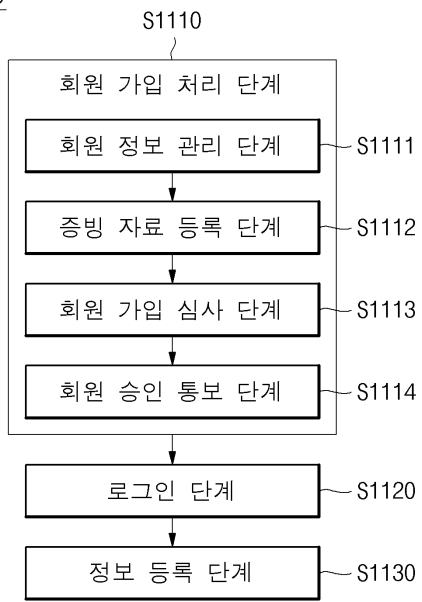 S1110
회원 가입 처리 단계
회원 정보 관리 단계 S1111
증빙 자료 등록 단계 S1112
회원 가입 심사 단계 S1113
회원 승인 통보 단계 S1114
로그인 단계 S1120
정보 등록 단계 S1130